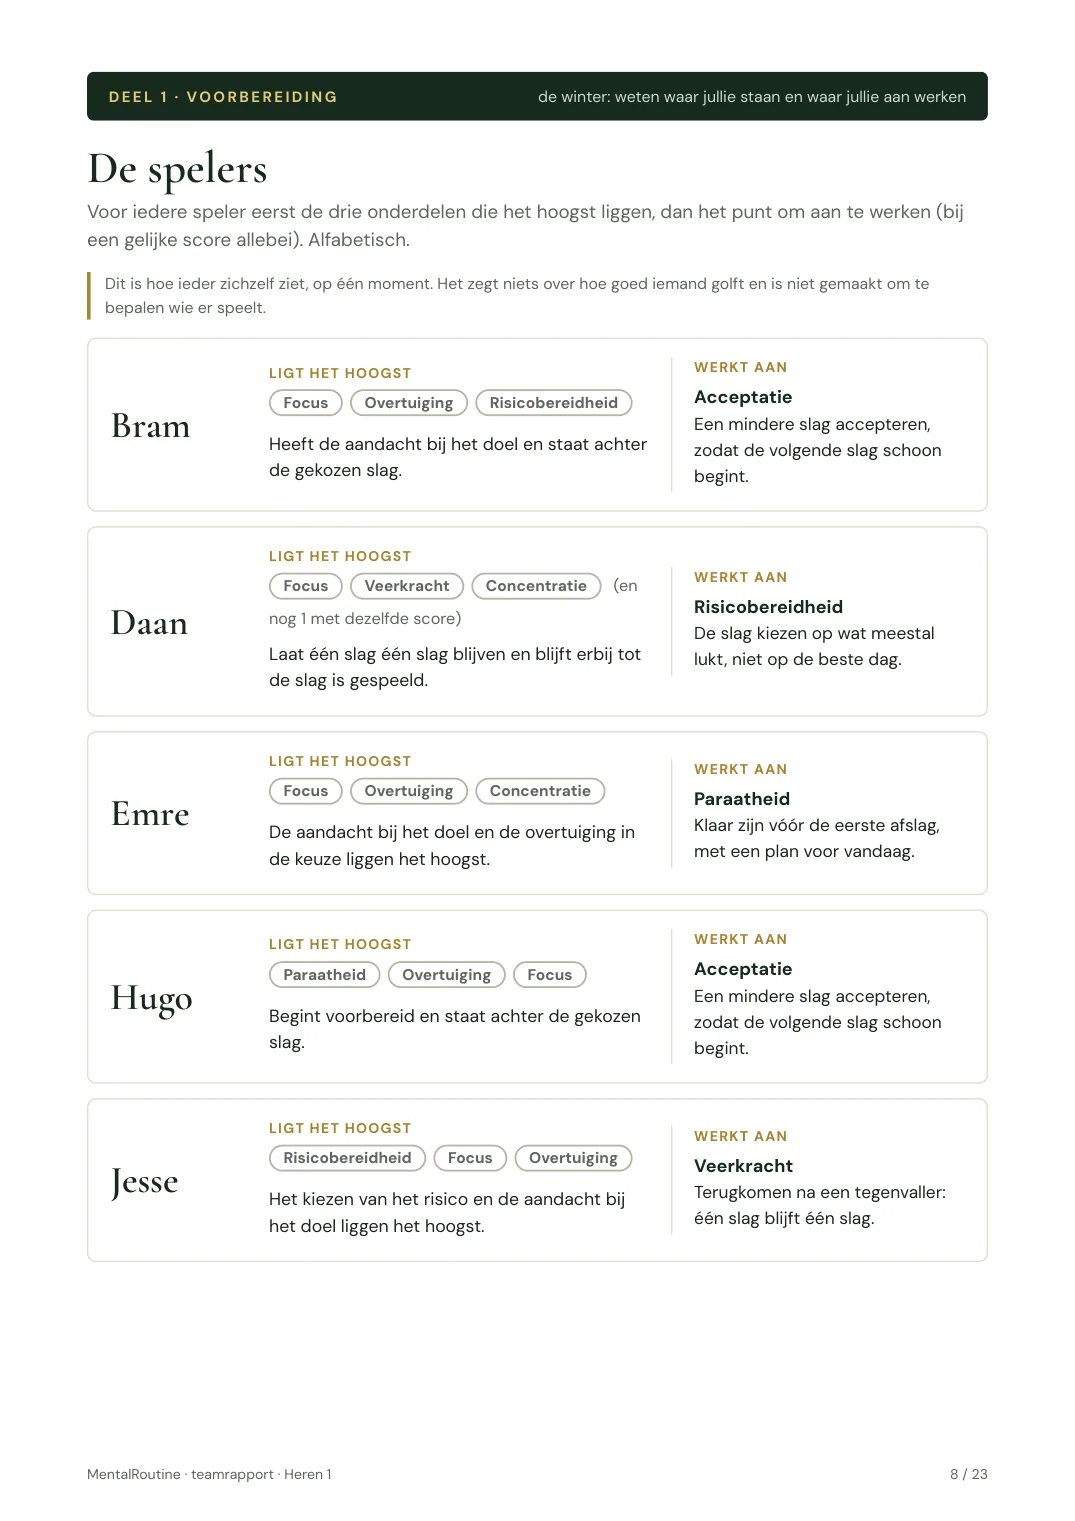 DEEL 1 · VOORBEREIDING
de winter: weten waar jullie staan en waar jullie aan werken
De spelers
Voor iedere speler eerst de drie onderdelen die het hoogst liggen, dan het punt om aan te werken (bij
een gelijke score allebei). Alfabetisch.
Dit is hoe ieder zichzelf ziet, op één moment. Het zegt niets over hoe goed iemand golft en is niet gemaakt om te
bepalen wie er speelt.
Bram
LIGT HET HOOGST
Focus Overtuiging Risicobereidheid
Heeft de aandacht bij het doel en staat achter
de gekozen slag.
WERKT AAN
Acceptatie
Een mindere slag accepteren,
zodat de volgende slag schoon
begint.
Daan
LIGT HET HOOGST
Focus Veerkracht Concentratie (en
nog 1 met dezelfde score)
Laat één slag één slag blijven en blijft erbij tot
de slag is gespeeld.
WERKT AAN
Risicobereidheid
De slag kiezen op wat meestal
lukt, niet op de beste dag.
Emre
LIGT HET HOOGST
Focus Overtuiging Concentratie
De aandacht bij het doel en de overtuiging in
de keuze liggen het hoogst.
WERKT AAN
Paraatheid
Klaar zijn vóór de eerste afslag,
met een plan voor vandaag.
Hugo
LIGT HET HOOGST
Paraatheid Overtuiging Focus
Begint voorbereid en staat achter de gekozen
slag.
WERKT AAN
Acceptatie
Een mindere slag accepteren,
zodat de volgende slag schoon
begint.
Jesse
LIGT HET HOOGST
Risicobereidheid Focus Overtuiging
Het kiezen van het risico en de aandacht bij
het doel liggen het hoogst.
WERKT AAN
Veerkracht
Terugkomen na een tegenvaller:
één slag blijft één slag.
MentalRoutine · teamrapport · Heren 1
8 / 23